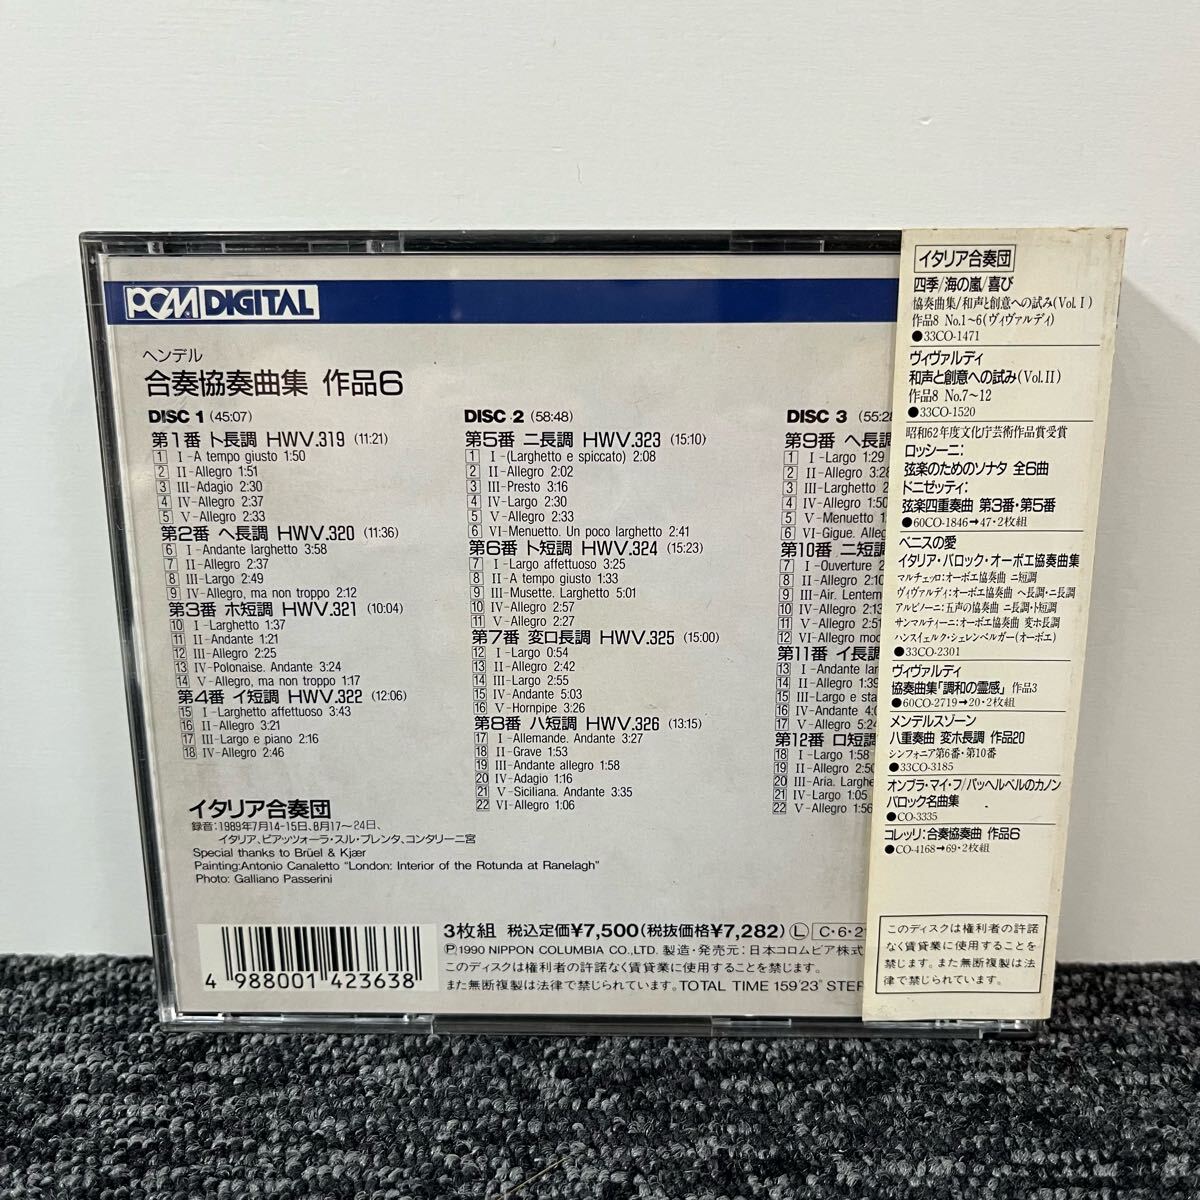 PCM DIGITAL
ヘンデル
合奏協奏曲集 作品6
DISC 1 (45:07)
第1番 ト長調 HWV.319 (11:21)
1 I-A tempo giusto 1:50
2 II-Allegro 1:51
3 III-Adagio 2:30
4 IV-Allegro 2:37
5 V-Allegro 2:33
第2番 ヘ長調 HWV.320 (11:36)
6 I-Andante larghetto 3:58
7 II-Allegro 2:37
8 III-Largo 2:49
9 IV-Allegro, ma non troppo 2:12
第3番 ホ短調 HWV.321 (10:04)
10 I-Larghetto 1:37
11 II-Andante 1:21
12 III-Allegro 2:25
13 IV-Polonaise. Andante 3:24
14 V-Allegro, ma non troppo 1:17
第4番 イ短調 HWV.322 (12:06)
15 I-Larghetto affettuoso 3:43
16 II-Allegro 3:21
17 III-Largo e piano 2:16
18 IV-Allegro 2:46
DISC 2 (58:48)
第5番 ニ長調 HWV.323 (15:10)
1 I-(Larghetto e spiccato) 2:08
2 II-Allegro 2:02
3 III-Presto 3:16
4 IV-Largo 2:30
5 V-Allegro 2:33
6 VI-Menuetto. Un poco larghetto 2:41
第6番 ト短調 HWV.324 (15:23)
7 I-Largo affettuoso 3:25
8 II-A tempo giusto 1:33
9 III-Musette. Larghetto 5:01
10 IV-Allegro 2:57
11 V-Allegro 2:27
第7番 変ロ長調 HWV.325 (15:00)
12 I-Largo 0:54
13 II-Allegro 2:42
14 III-Largo 2:55
15 IV-Andante 5:03
16 V-Hornpipe 3:26
第8番 ハ短調 HWV.326 (13:15)
17 I-Allemande. Andante 3:27
18 II-Grave 1:53
19 III-Andante allegro 1:58
20 IV-Adagio 1:16
21 V-Siciliana. Andante 3:35
22 VI-Allegro 1:06
DISC 3 (55:28
第9番 ヘ長
1 I-Largo 1:29
2 II-Allegro 3:28
3 III-Larghetto 2
4 IV-Allegro 1:50
5 V-Menuetto 1
6 VI-Gigue. Alleg
第10番 ニ短
7 I-Ouverture 2
8 II-Allegro 2:10
9 III-Air. Lentem
10 IV-Allegro 2:13
11 V-Allegro 2:51
12 VI-Allegro mod
第11番 イ長
13 I-Andante lar
14 II-Allegro 1:39
15 III-Largo e sta
16 IV-Andante 4:0
17 V-Allegro 5:24
第12番 ロ短
18 I-Largo 1:58
19 II-Allegro 2:50
20 III-Aria. Larghe
21 IV-Largo 1:05
22 V-Allegro 1:56
イタリア合奏団
録音:1989年7月14-15日、8月17〜24日、
イタリア、ピアッツォーラ・スル・ブレンタ、コンタリーニ宮
Special thanks to Brüel & Kjær
Painting:Antonio Canaletto "London: Interior of the Rotunda at Ranelagh"
Photo: Galliano Passerini
4 988001 423638
3枚組 税込定価¥7,500(税抜価格¥7,282) Ⓛ C・6・21
Ⓟ1990 NIPPON COLUMBIA CO.,LTD. 製造・発売元:日本コロムビア株式
このディスクは権利者の許諾なく賃貸業に使用することを禁じます。
また無断複製は法律で禁じられています。TOTAL TIME 159'23" STER
イタリア合奏団
四季/海の嵐/喜び
協奏曲集/和声と創意への試み(Vol.I)
作品8 No.1〜6(ヴィヴァルディ)
●33CO-1471
ヴィヴァルディ
和声と創意への試み(Vol.II)
作品8 No.7〜12
●33CO-1520
昭和62年度文化庁芸術作品賞受賞
ロッシーニ:
弦楽のためのソナタ 全6曲
ドニゼッティ:
弦楽四重奏曲 第3番・第5番
●60CO-1846→47・2枚組
ベニスの愛
イタリア・バロック・オーボエ協奏曲集
マルチェッロ:オーボエ協奏曲 ニ短調
ヴィヴァルディ:オーボエ協奏曲 ヘ長調・ニ長調
アルビノーニ:五声の協奏曲 ニ長調・ト短調
サンマルティーニ:オーボエ協奏曲 変ホ長調
ハンスイェルク・シェレンベルガー(オーボエ)
●33CO-2301
ヴィヴァルディ
協奏曲集「調和の霊感」 作品3
●60CO-2719→20・2枚組
メンデルスゾーン
八重奏曲 変ホ長調 作品20
シンフォニア第6番・第10番
●33CO-3185
オンブラ・マイ・フ/パッヘルベルのカノン
バロック名曲集
●CO-3335
コレッリ:合奏協奏曲 作品6
●CO-4168→69・2枚組
このディスクは権利者の許諾
なく賃貸業に使用することを
禁じます。また無断複製は法
律で禁じられています。